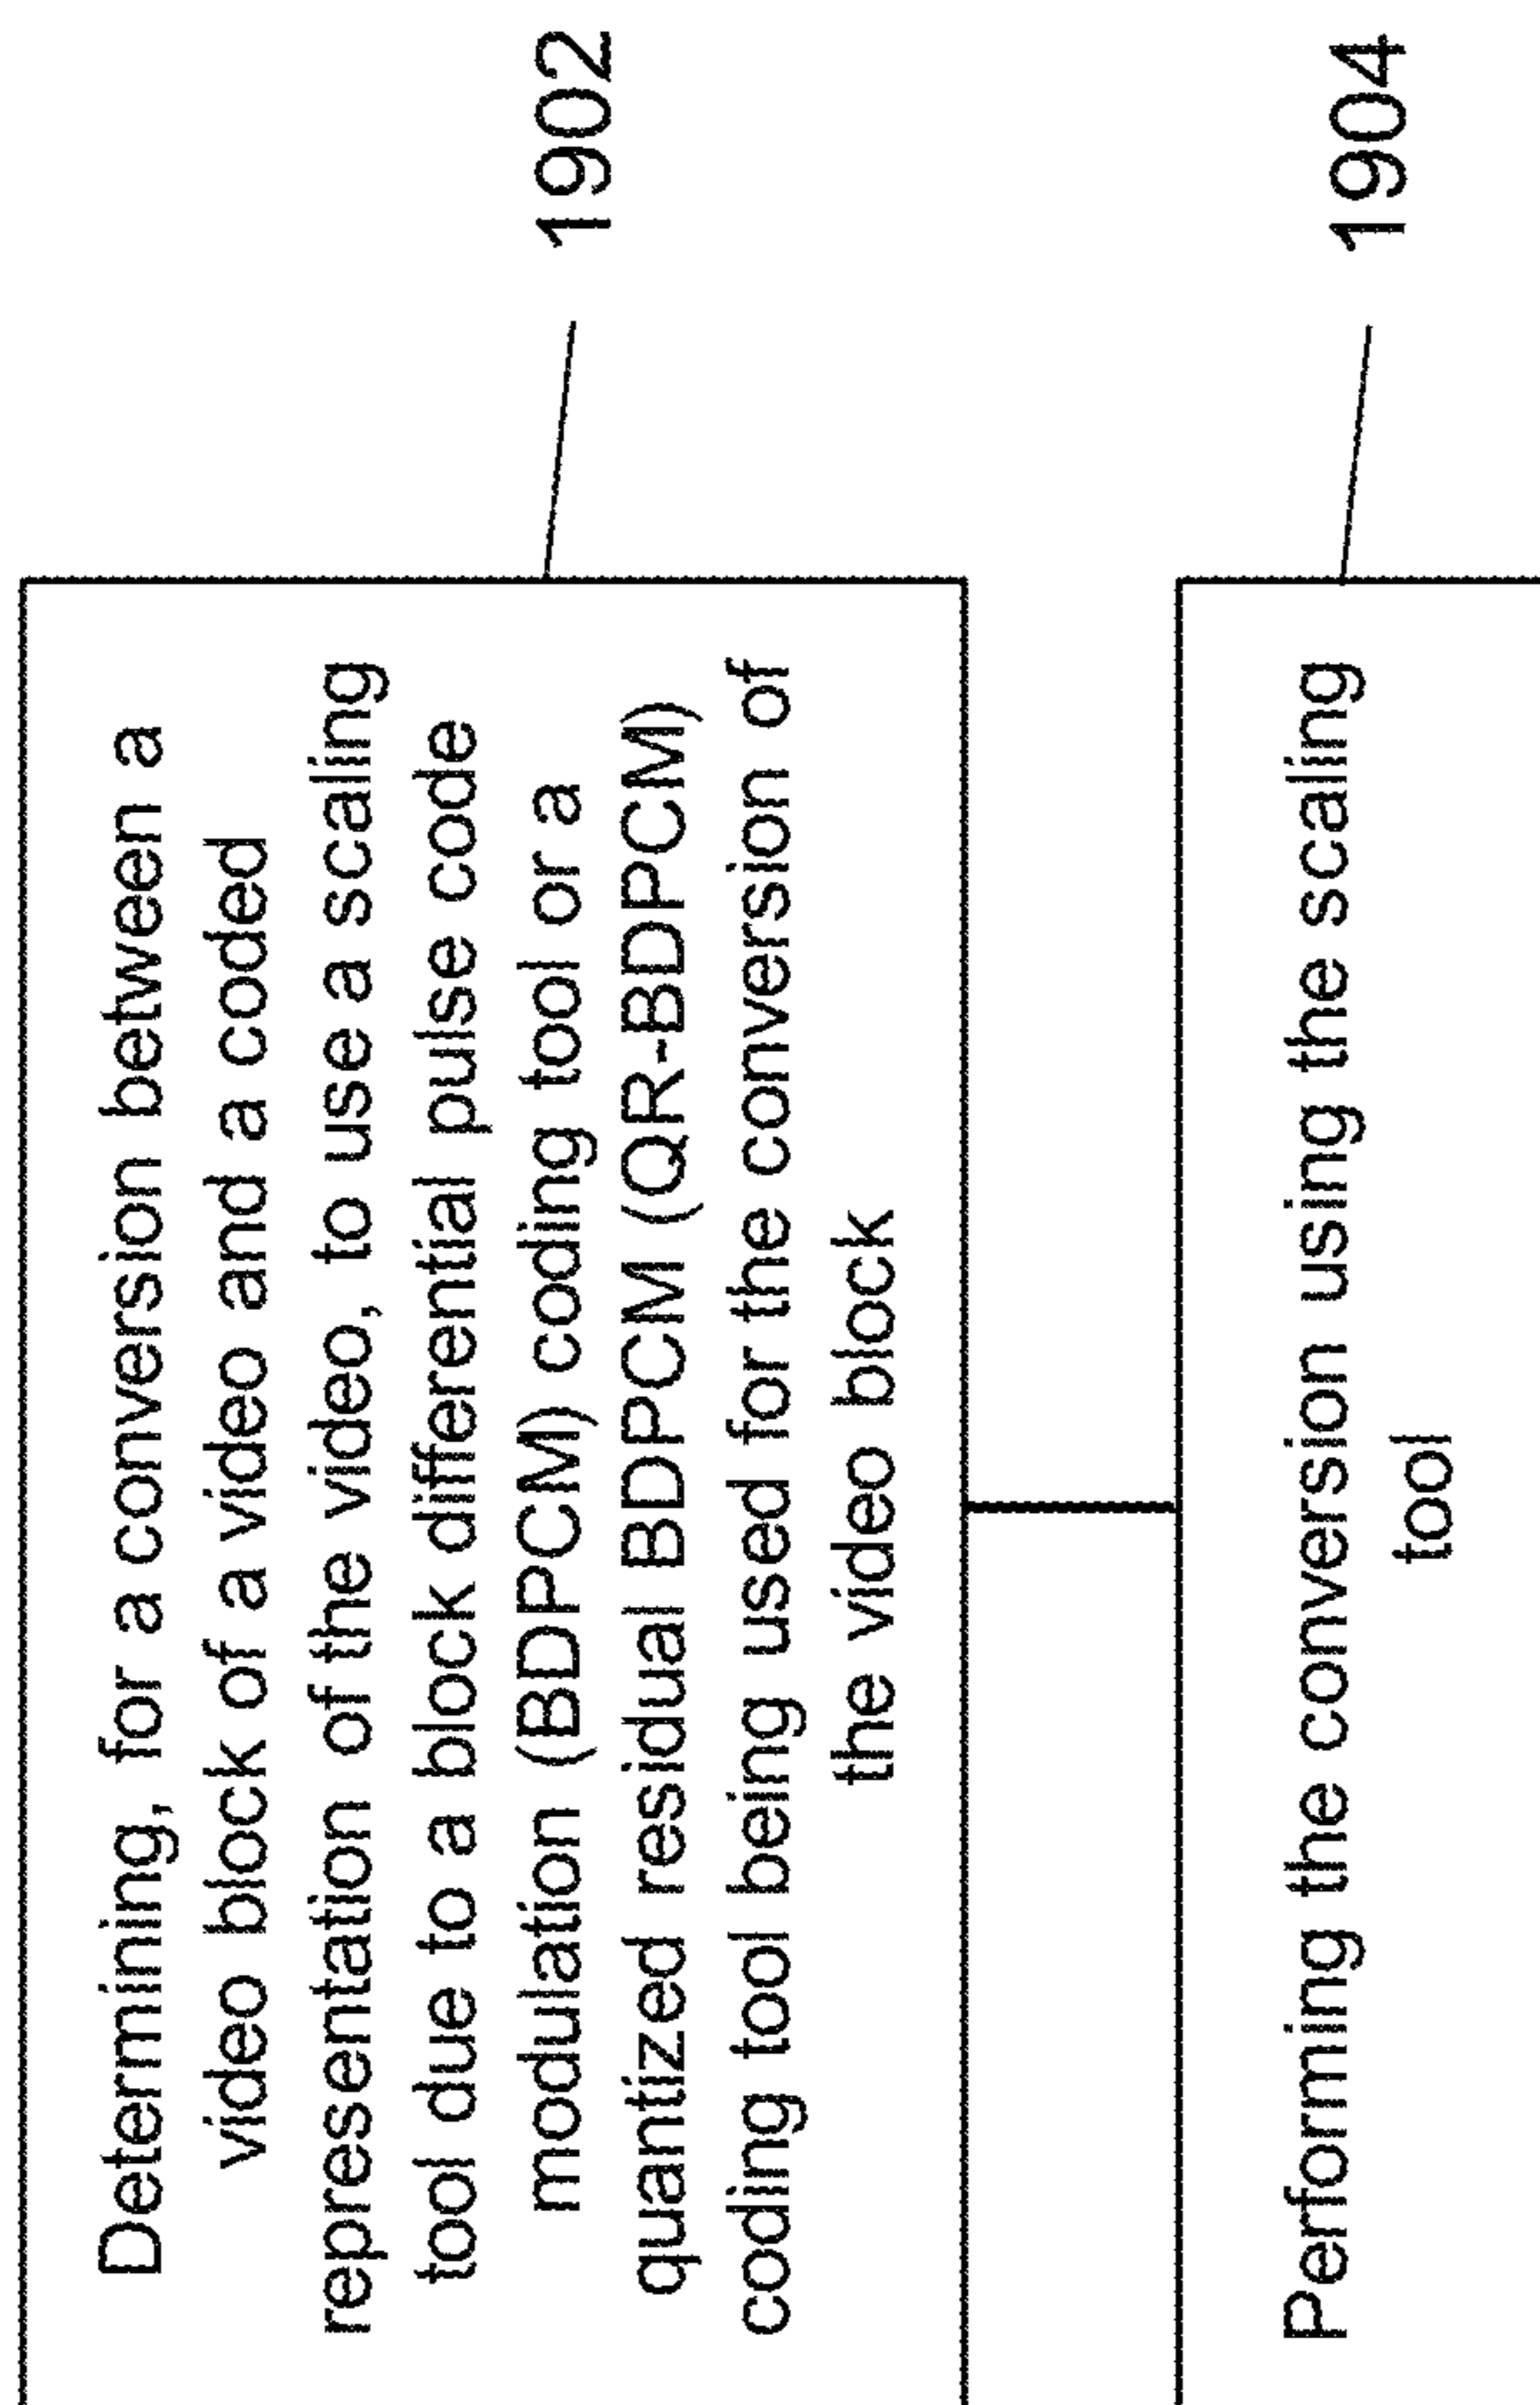 Determining, for a conversion between a
video block of a video and a coded
representation of the video, to use a scaling
tool due to a block differential pulse code
modulation (BDPCM) coding tool or a
quantized residual BDPCM (QR-BDPCM)
coding tool being used for the conversion of
the video block
1902
Performing the conversion using the scaling
tool
1904